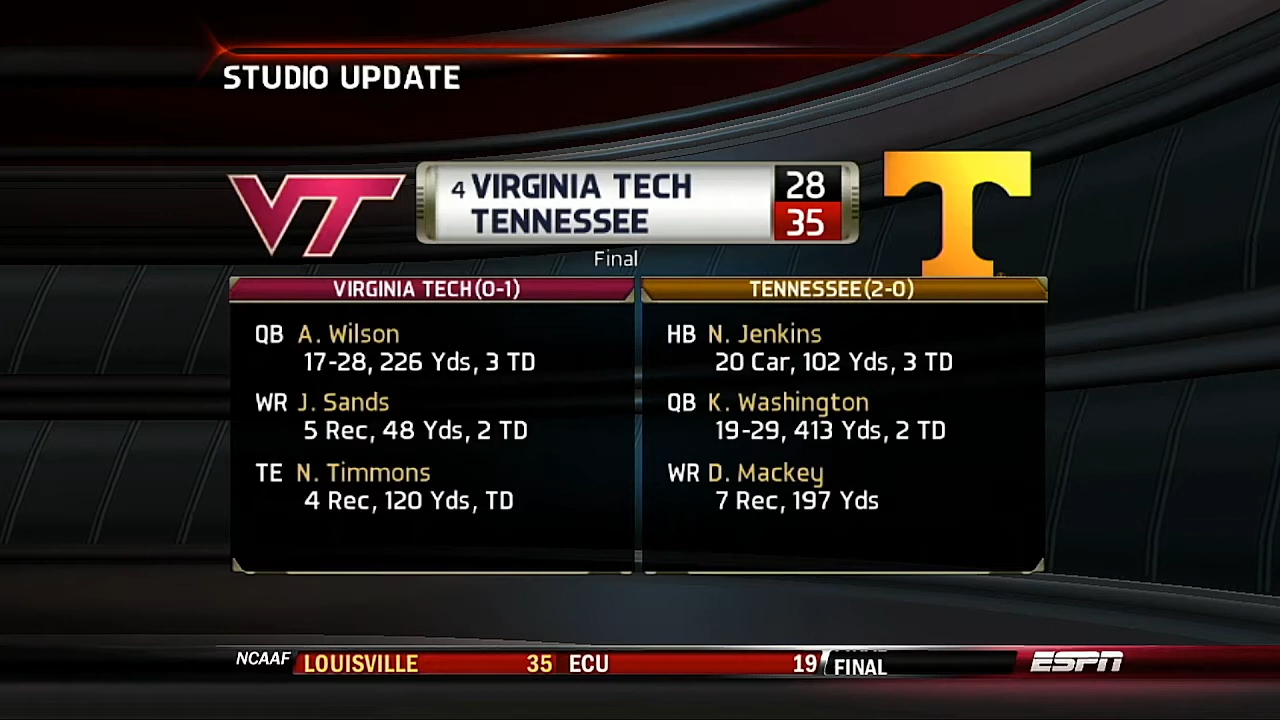 STUDIO UPDATE
VT
4 VIRGINIA TECH 28
TENNESSEE 35
T
Final
VIRGINIA TECH (0-1)
QB A. Wilson
17-28, 226 Yds, 3 TD
WR J. Sands
5 Rec, 48 Yds, 2 TD
TE N. Timmons
4 Rec, 120 Yds, TD
TENNESSEE (2-0)
HB N. Jenkins
20 Car, 102 Yds, 3 TD
QB K. Washington
19-29, 413 Yds, 2 TD
WR D. Mackey
7 Rec, 197 Yds
NCAAF LOUISVILLE 35 ECU 19 FINAL ESPN